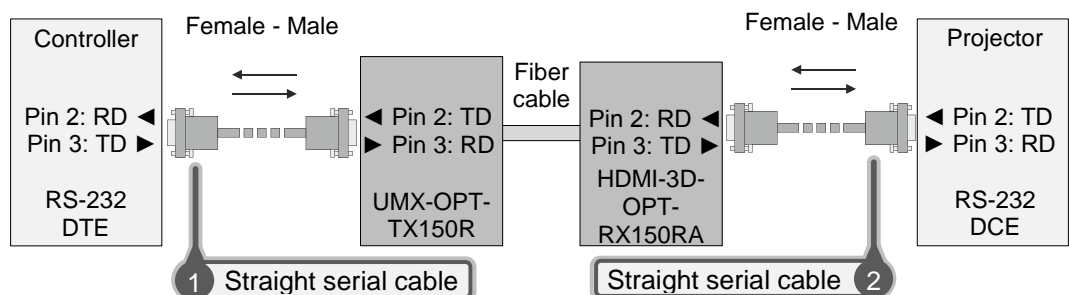 Controller
Female - Male
Female - Male
Projector
Fiber
cable
Pin 2: RD ◄
Pin 3: TD ►
◄ Pin 2: TD
► Pin 3: RD
Pin 2: RD ◄
Pin 3: TD ►
◄ Pin 2: TD
► Pin 3: RD
RS-232
DTE
UMX-OPT-
TX150R
HDMI-3D-
OPT-
RX150RA
RS-232
DCE
1 Straight serial cable
Straight serial cable 2